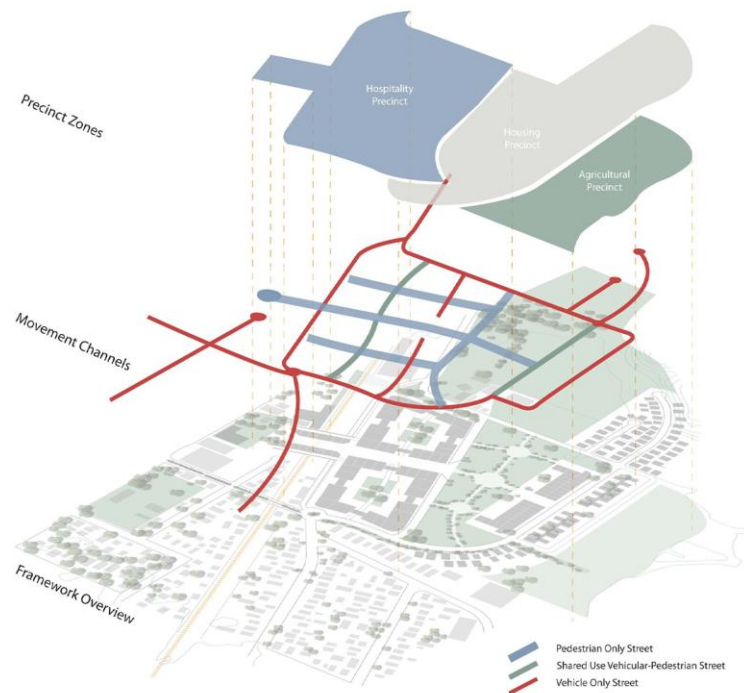 Precinct Zones
Hospitality
Precinct
Housing
Precinct
Agricultural
Precinct
Movement Channels
Framework Overview
Pedestrian Only Street
Shared Use Vehicular-Pedestrian Street
Vehicle Only Street